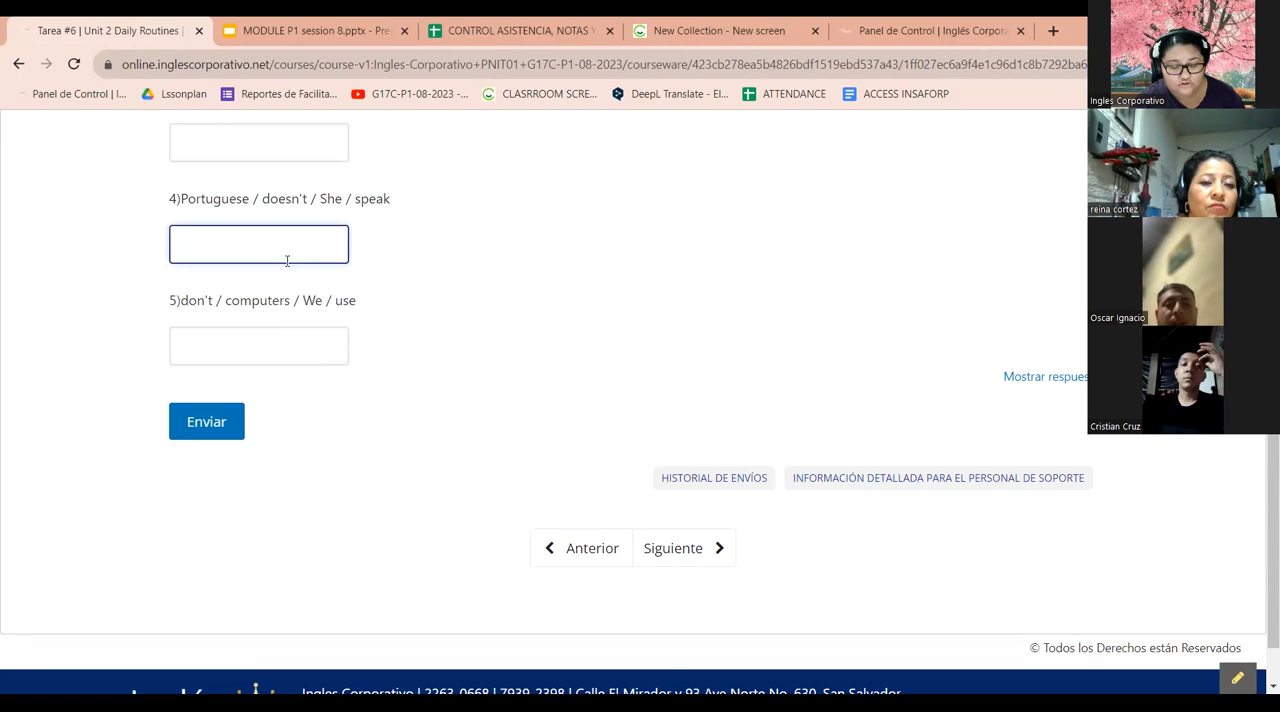 Tarea #6 | Unit 2 Daily Routines |
MODULE P1 session 8.pptx - Pre
CONTROL ASISTENCIA, NOTAS Y
New Collection - New screen
Panel de Control | Inglés Corpora
online.inglescorporativo.net/courses/course-v1:Ingles-Corporativo+PNIT01+G17C-P1-08-2023/courseware/423cb278ea5b4826bdf1519ebd537a43/1ff027ec6a9f4e1c96d1c8b7292ba6
Panel de Control | I...
Lssonplan
Reportes de Facilita...
G17C-P1-08-2023 -...
CLASRROOM SCRE...
DeepL Translate - El...
ATTENDANCE
ACCESS INSAFORP
Ingles Corporativo
reina cortez
Oscar Ignacio
Cristian Cruz
4)Portuguese / doesn't / She / speak
5)don't / computers / We / use
Mostrar respues
Enviar
HISTORIAL DE ENVÍOS
INFORMACIÓN DETALLADA PARA EL PERSONAL DE SOPORTE
Anterior
Siguiente
© Todos los Derechos están Reservados
Ingles Corporativo | 2263-0668 | 7939-2398 | Calle El Mirador y 93 Ave Norte No. 630, San Salvador